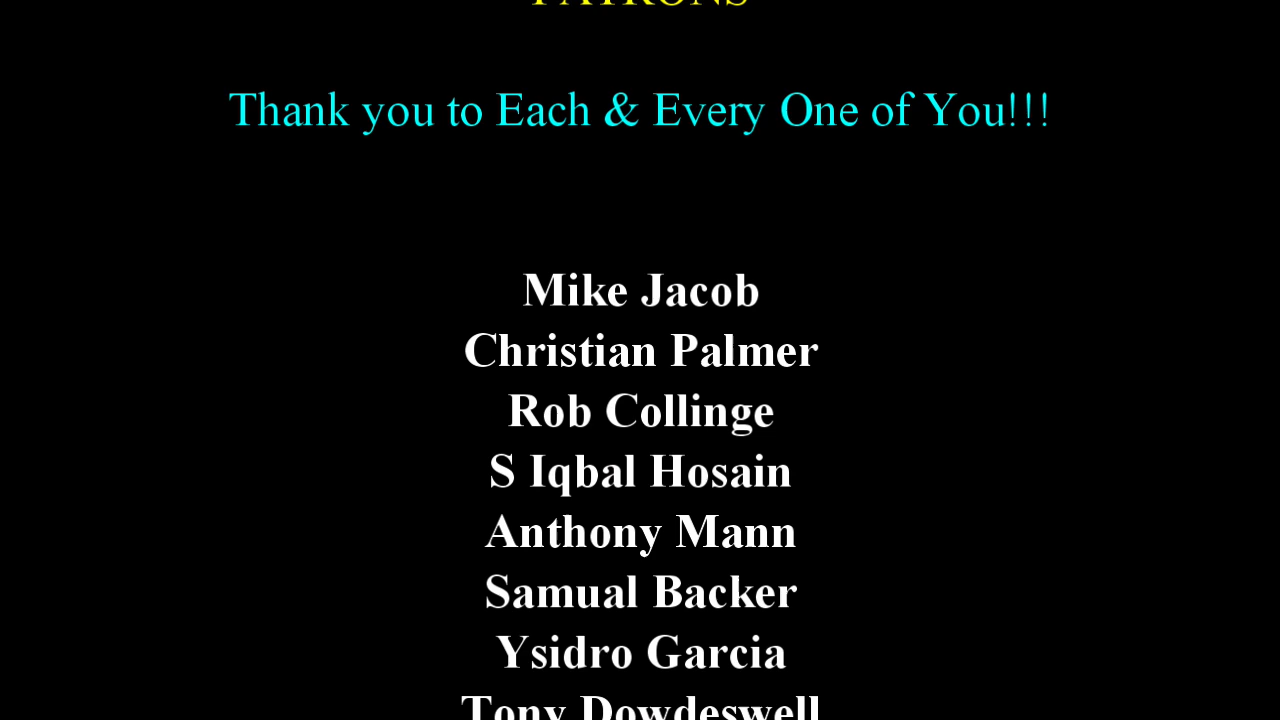 PATRONS
Thank you to Each & Every One of You!!!
Mike Jacob
Christian Palmer
Rob Collinge
S Iqbal Hosain
Anthony Mann
Samual Backer
Ysidro Garcia
Tony Dowdeswell